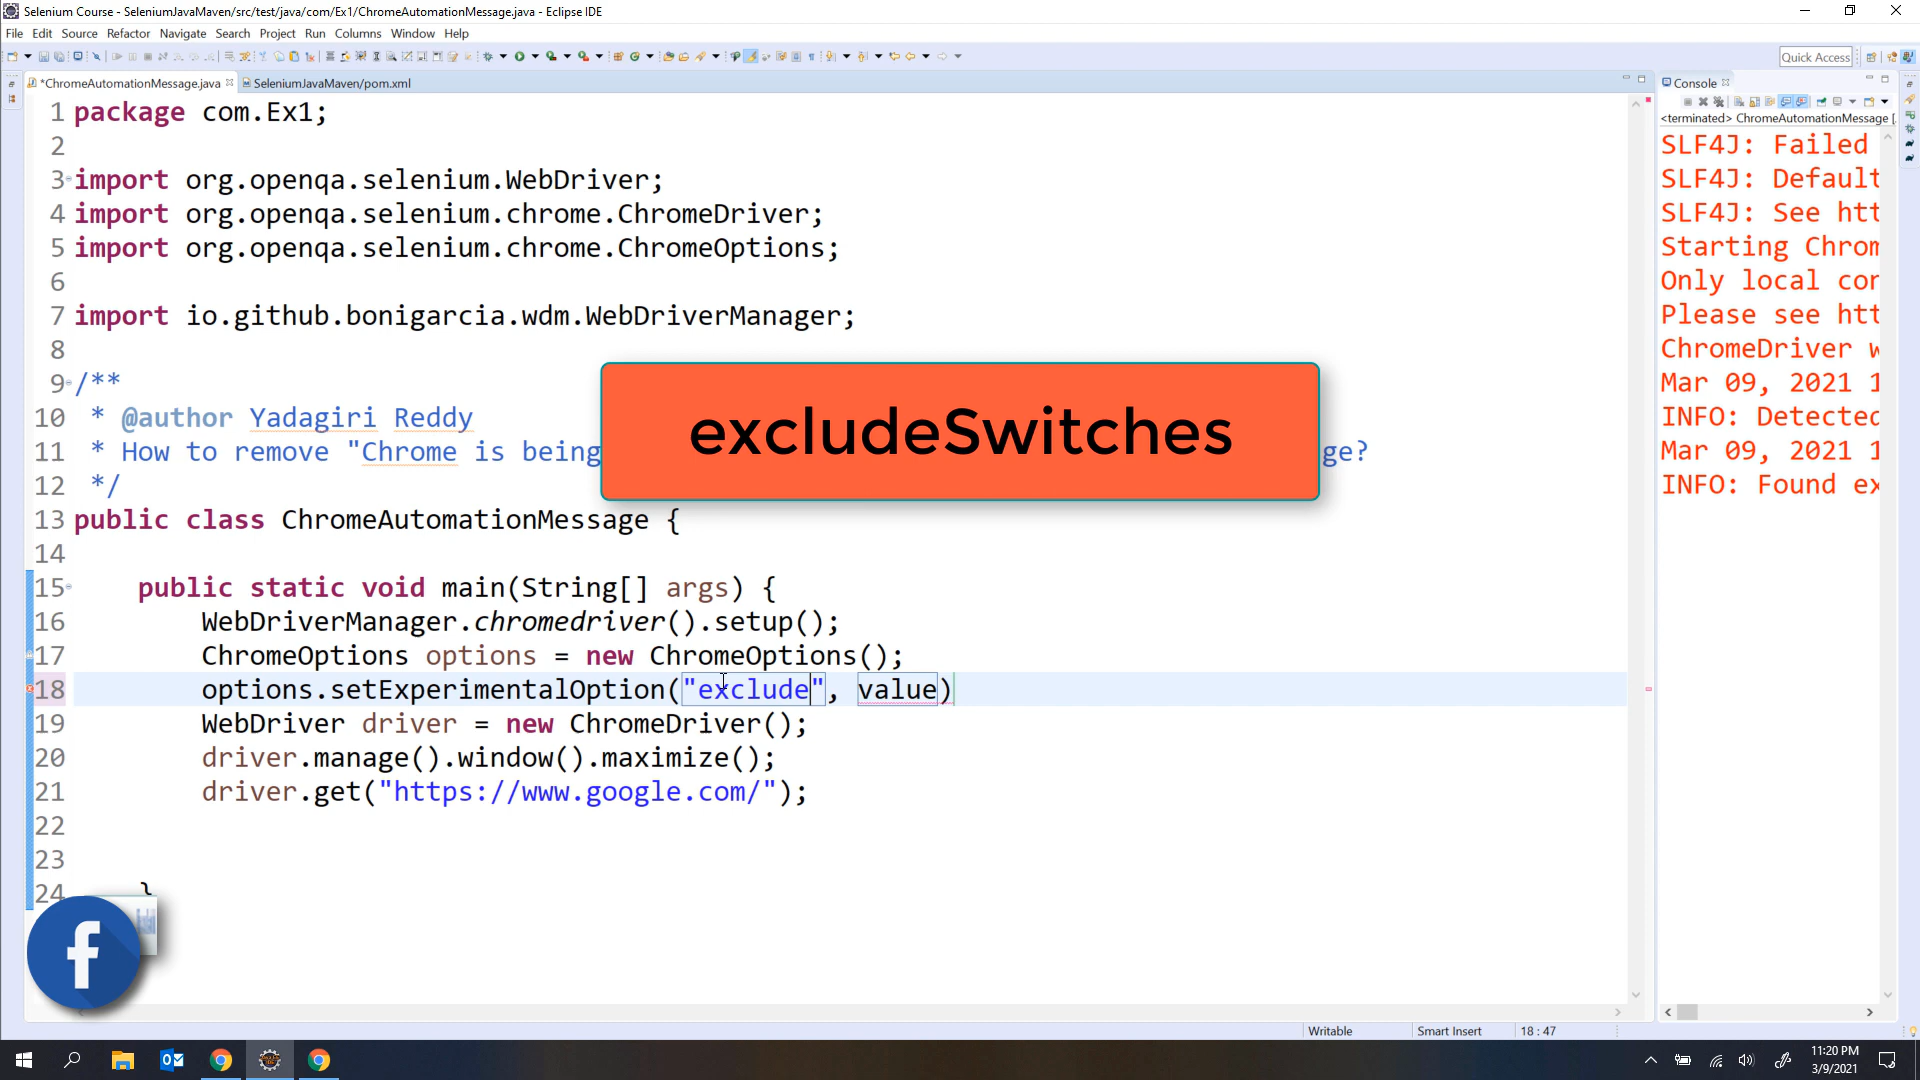 Selenium Course - SeleniumJavaMaven/src/test/java/com/Ex1/ChromeAutomationMessage.java - Eclipse IDE
File Edit Source Refactor Navigate Search Project Run Columns Window Help
Quick Access
*ChromeAutomationMessage.java
SeleniumJavaMaven/pom.xml
1 package com.Ex1;
2
3 import org.openqa.selenium.WebDriver;
4 import org.openqa.selenium.chrome.ChromeDriver;
5 import org.openqa.selenium.chrome.ChromeOptions;
6
7 import io.github.bonigarcia.wdm.WebDriverManager;
8
9 /**
10 * @author Yadagiri Reddy
11 * How to remove "Chrome is being ge?
12 */
13 public class ChromeAutomationMessage {
14
15 public static void main(String[] args) {
16 WebDriverManager.chromedriver().setup();
17 ChromeOptions options = new ChromeOptions();
18 options.setExperimentalOption("exclude", value)
19 WebDriver driver = new ChromeDriver();
20 driver.manage().window().maximize();
21 driver.get("https://www.google.com/");
22
23
24 }
excludeSwitches
f
Console
<terminated> ChromeAutomationMessage [
SLF4J: Failed
SLF4J: Default
SLF4J: See htt
Starting Chrom
Only local con
Please see htt
ChromeDriver w
Mar 09, 2021 1
INFO: Detected
Mar 09, 2021 1
INFO: Found ex
Writable
Smart Insert
18 : 47
11:20 PM
3/9/2021